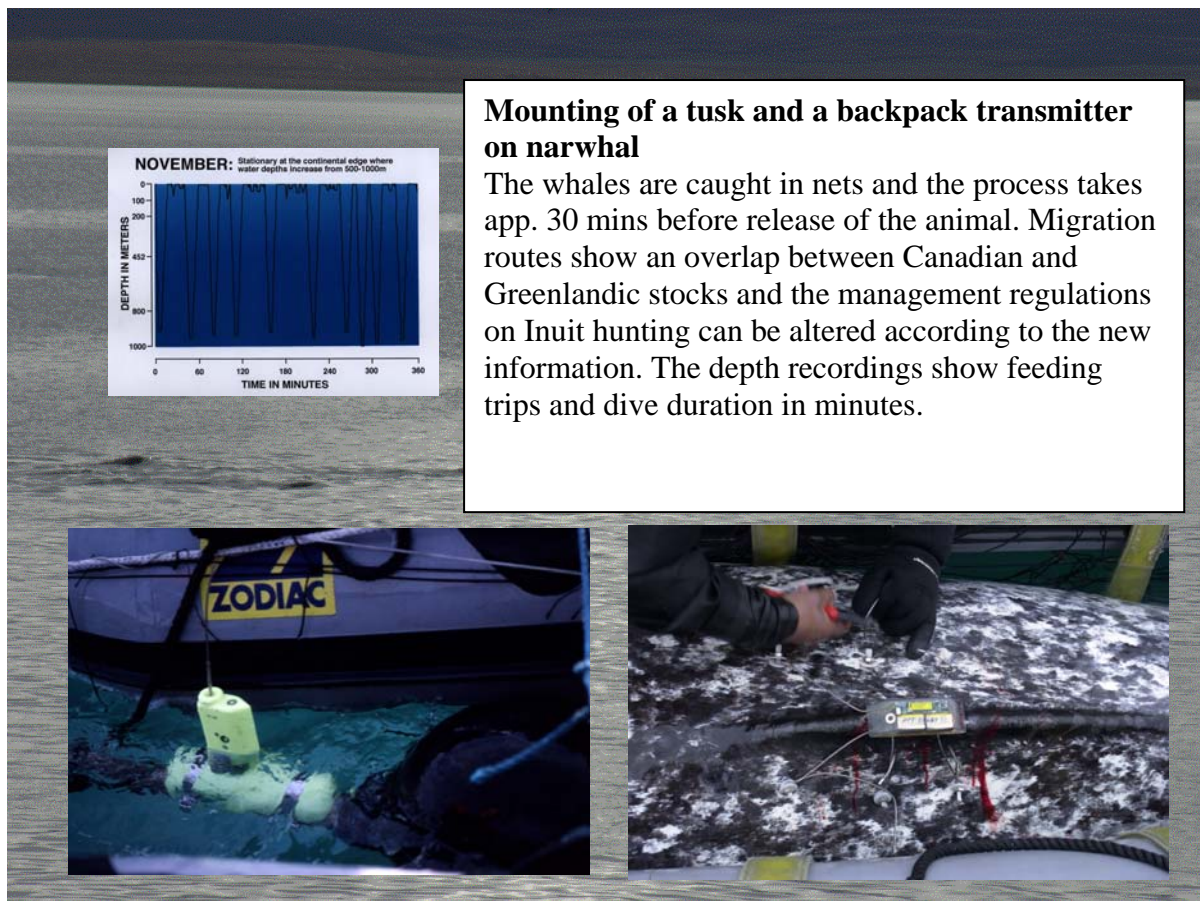 Mounting of a tusk and a backpack transmitter
on narwhal
The whales are caught in nets and the process takes
app. 30 mins before release of the animal. Migration
routes show an overlap between Canadian and
Greenlandic stocks and the management regulations
on Inuit hunting can be altered according to the new
information. The depth recordings show feeding
trips and dive duration in minutes.
NOVEMBER: Stationary at the continental edge where
water depths increase from 500-1000m
DEPTH IN METERS
0
100
200
452
800
1000
0 60 120 180 240 300 360
TIME IN MINUTES
ZODIAC